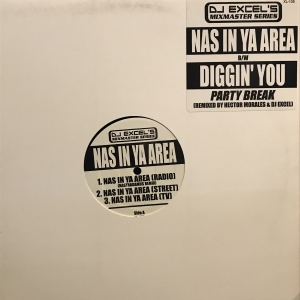 XL-108
DJ EXCEL'S
MIXMASTER SERIES
NAS IN YA AREA
B/W
DIGGIN' YOU
PARTY BREAK
(REMIXED BY HECTOR MORALES & DJ EXCEL)
DJ EXCEL'S
MIXMASTER SERIES
NAS IN YA AREA
1. NAS IN YA AREA (RADIO)
2. NAS IN YA AREA (STREET)
3. NAS IN YA AREA (TV)
Side A